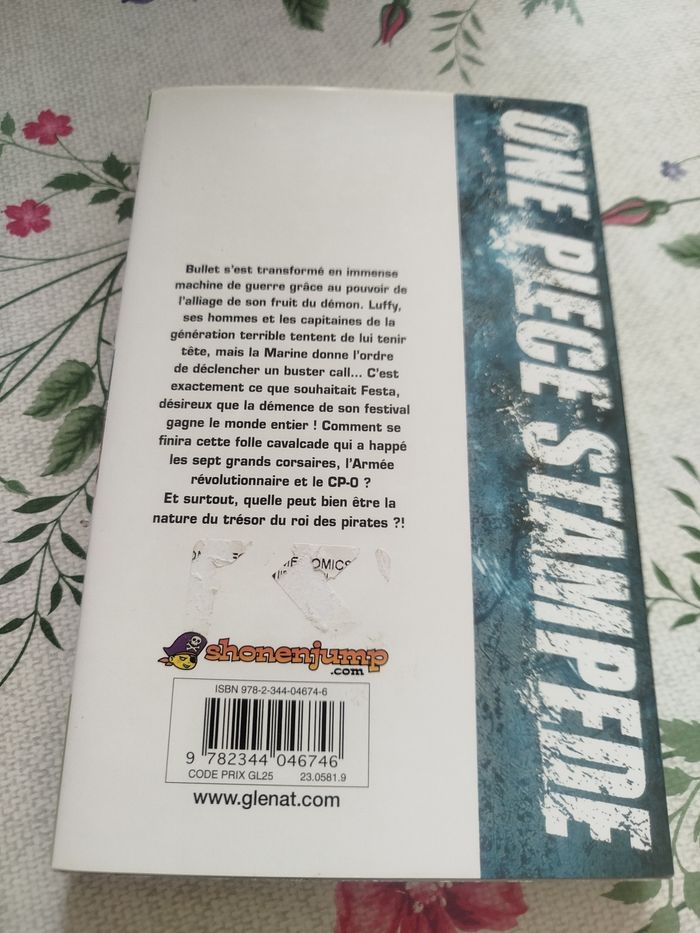 ONE PIECE STAMPEDE
Bullet s'est transformé en immense
machine de guerre grâce au pouvoir de
l'alliage de son fruit du démon. Luffy,
ses hommes et les capitaines de la
génération terrible tentent de lui tenir
tête, mais la Marine donne l'ordre
de déclencher un buster call... C'est
exactement ce que souhaitait Festa,
désireux que la démence de son festival
gagne le monde entier ! Comment se
finira cette folle cavalcade qui a happé
les sept grands corsaires, l'Armée
révolutionnaire et le CP-0 ?
Et surtout, quelle peut bien être la
nature du trésor du roi des pirates ?!
shonenjump
.com
ISBN 978-2-344-04674-6
9 782344 046746
CODE PRIX GL25 23.0581.9
www.glenat.com